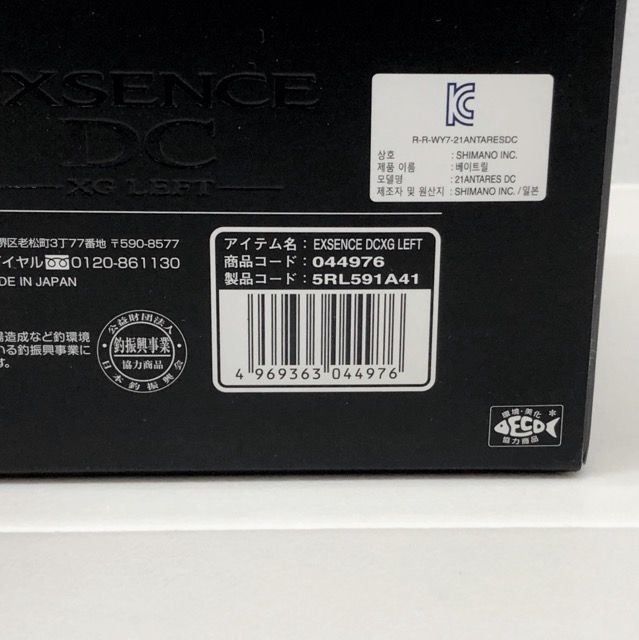 EXSENCE
DC
XG LEFT
R-R-WY7-21ANTARESDC
상호 : SHIMANO INC.
제품 이름 : 베이트릴
모델명 : 21ANTARES DC
제조자 및 원산지 : SHIMANO INC. / 일본
堺区老松町3丁77番地 〒590-8577
イヤル 0120-861130
DE IN JAPAN
場造成など釣環境
いる釣振興事業に
す。
公益財団法人
釣振興事業
協力商品
日本釣振興会
アイテム名 : EXSENCE DCXG LEFT
商品コード : 044976
製品コード : 5RL591A41
4 969363 044976
環境・美化
ECO
協力商品